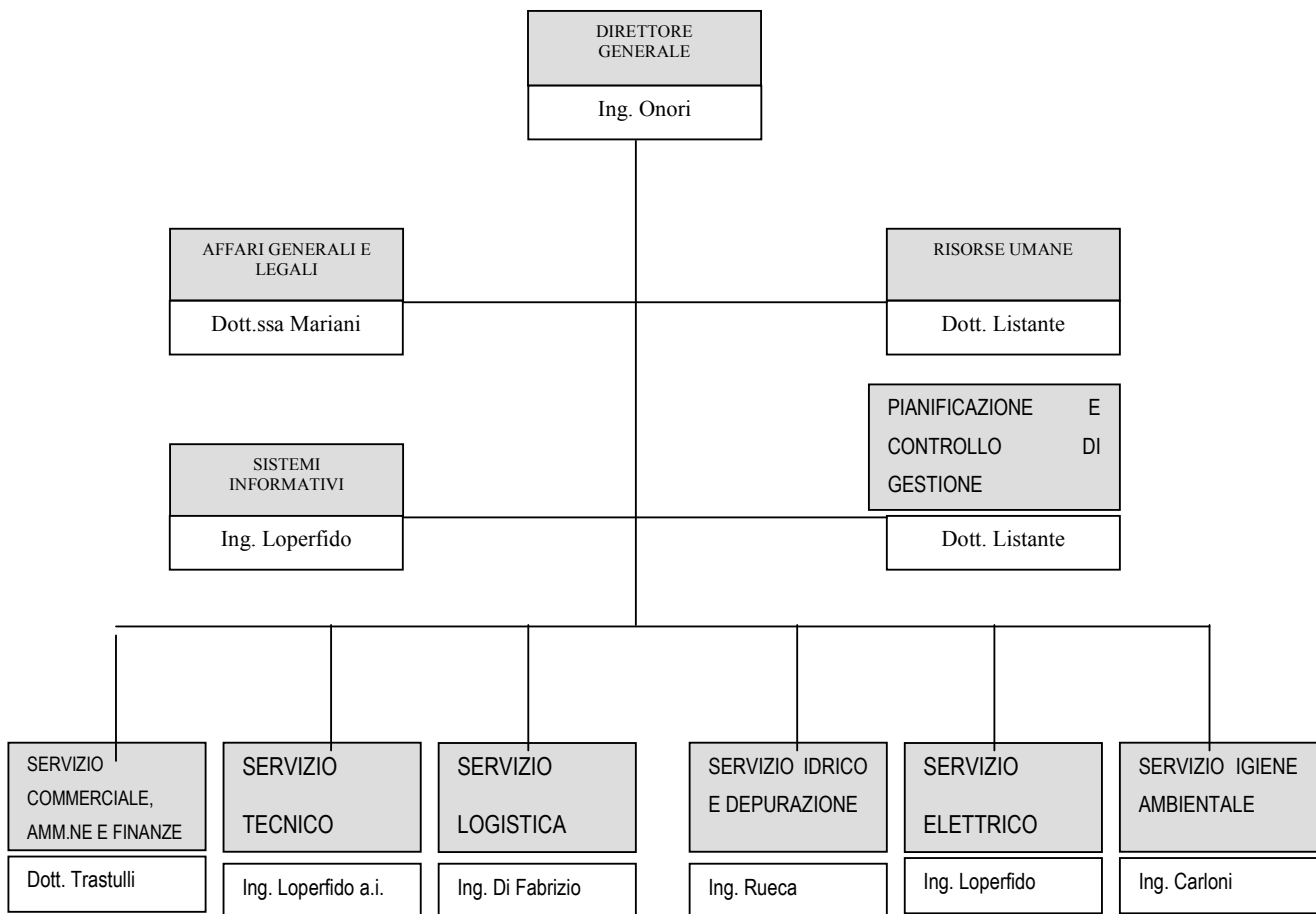 DIRETTORE
GENERALE
Ing. Onori
AFFARI GENERALI E
LEGALI
Dott.ssa Mariani
RISORSE UMANE
Dott. Listante
SISTEMI
INFORMATIVI
Ing. Loperfido
PIANIFICAZIONE E
CONTROLLO DI
GESTIONE
Dott. Listante
SERVIZIO
COMMERCIALE,
AMM.NE E FINANZE
Dott. Trastulli
SERVIZIO
TECNICO
Ing. Loperfido a.i.
SERVIZIO
LOGISTICA
Ing. Di Fabrizio
SERVIZIO IDRICO
E DEPURAZIONE
Ing. Rueca
SERVIZIO
ELETTRICO
Ing. Loperfido
SERVIZIO IGIENE
AMBIENTALE
Ing. Carloni